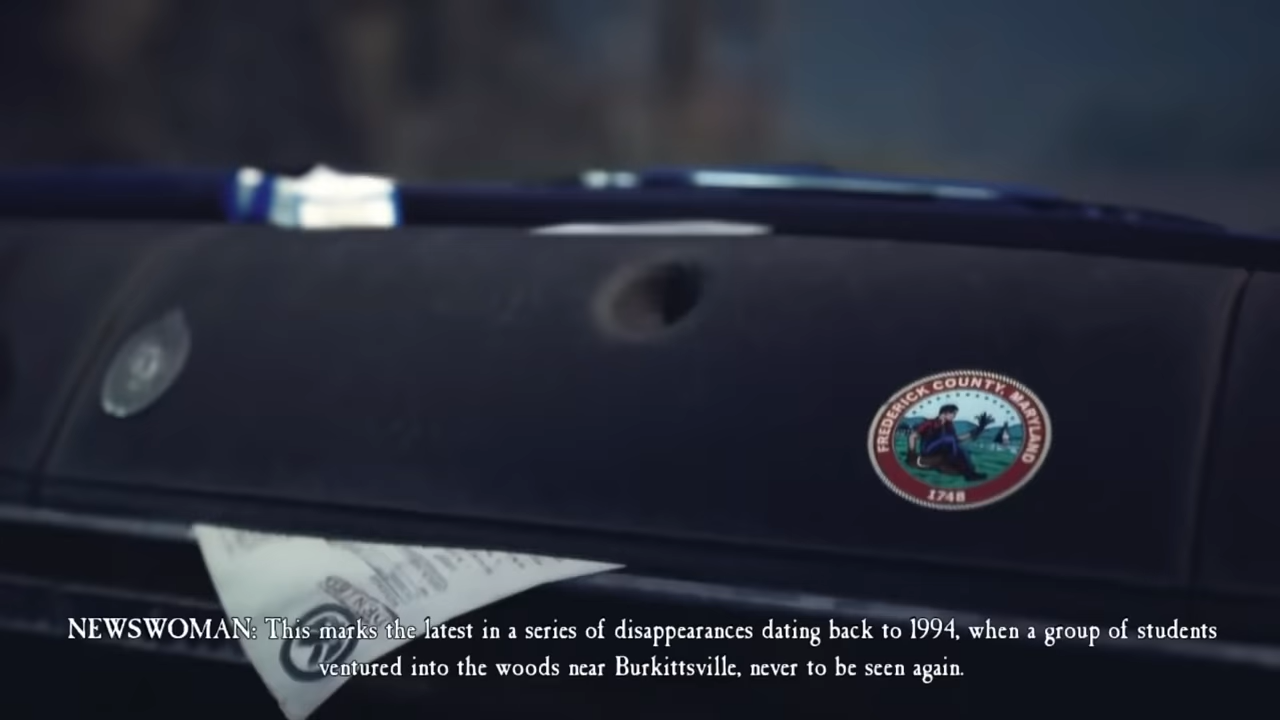 FREDERICK COUNTY, MARYLAND
1748
NEWSWOMAN: This marks the latest in a series of disappearances dating back to 1994, when a group of students
ventured into the woods near Burkittsville, never to be seen again.